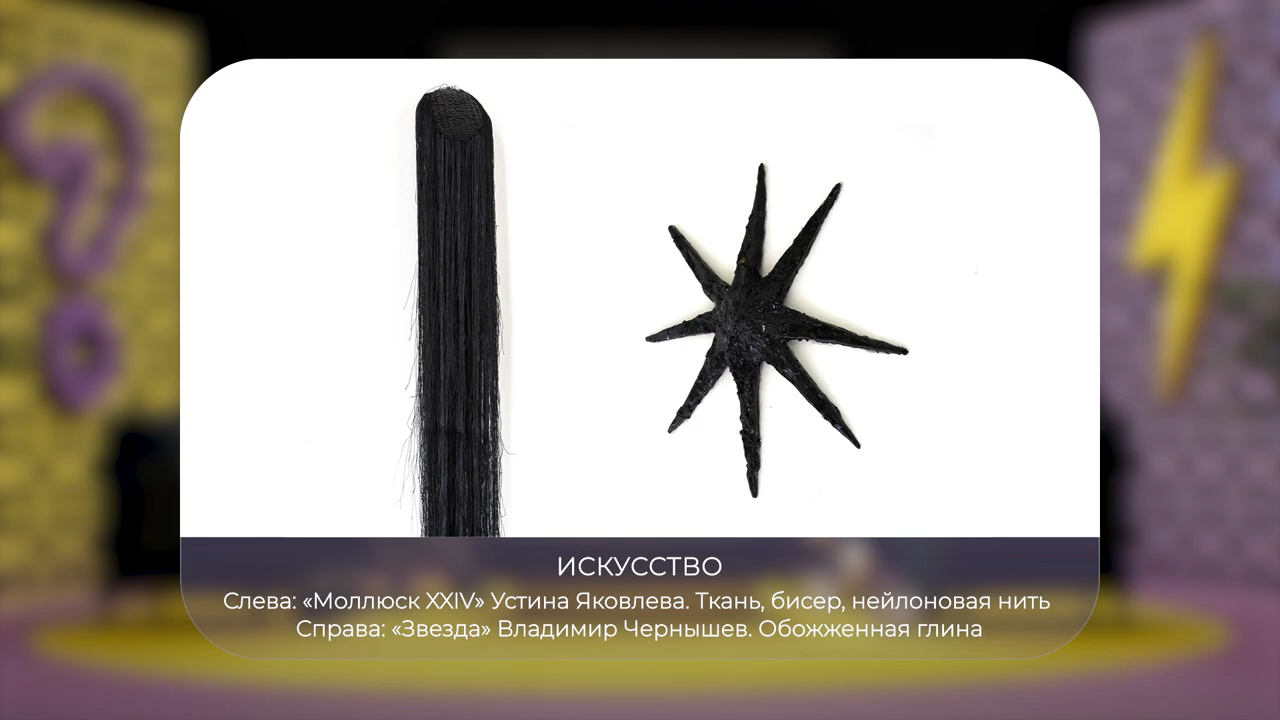 ИСКУССТВО
Слева: «Моллюск XXIV» Устина Яковлева. Ткань, бисер, нейлоновая нить
Справа: «Звезда» Владимир Чернышев. Обожженная глина